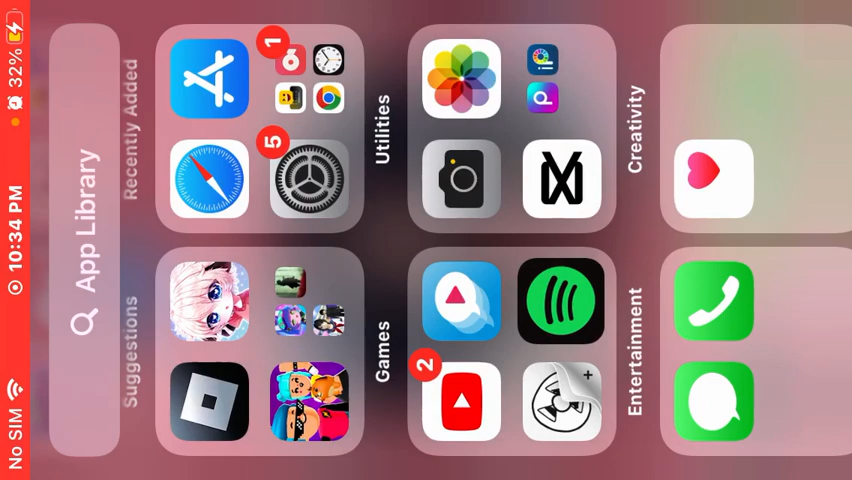 No SIM 10:34 PM 32%
App Library
Suggestions Recently Added
5
1
Games Utilities
2
Entertainment Creativity